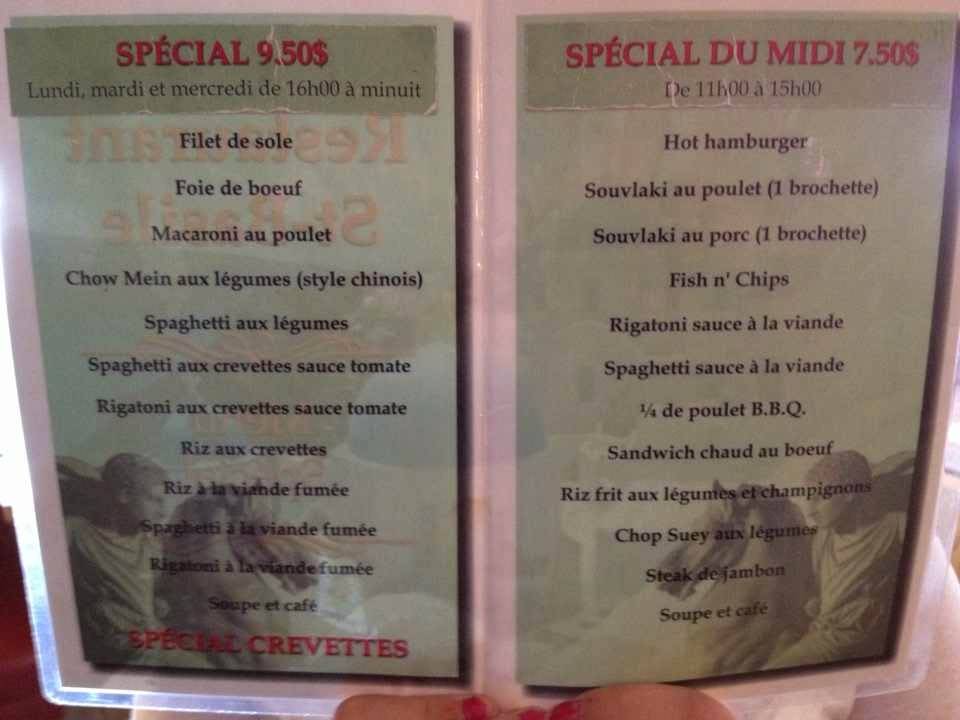 SPÉCIAL 9.50$
Lundi, mardi et mercredi de 16h00 à minuit
Filet de sole
Foie de boeuf
Macaroni au poulet
Chow Mein aux légumes (style chinois)
Spaghetti aux légumes
Spaghetti aux crevettes sauce tomate
Rigatoni aux crevettes sauce tomate
Riz aux crevettes
Riz à la viande fumée
Spaghetti à la viande fumée
Rigatoni à la viande fumée
Soupe et café
SPÉCIAL CREVETTES
Restaurant
St-Basile
SPÉCIAL DU MIDI 7.50$
De 11h00 à 15h00
Hot hamburger
Souvlaki au poulet (1 brochette)
Souvlaki au porc (1 brochette)
Fish n' Chips
Rigatoni sauce à la viande
Spaghetti sauce à la viande
¼ de poulet B.B.Q.
Sandwich chaud au boeuf
Riz frit aux légumes et champignons
Chop Suey aux légumes
Steak de jambon
Soupe et café